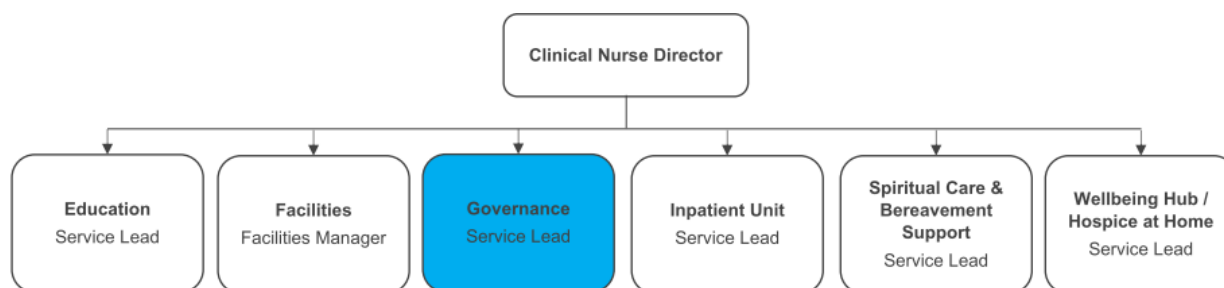 Clinical Nurse Director
Education
Service Lead
Facilities
Facilities Manager
Governance
Service Lead
Inpatient Unit
Service Lead
Spiritual Care &
Bereavement
Support
Service Lead
Wellbeing Hub /
Hospice at Home
Service Lead